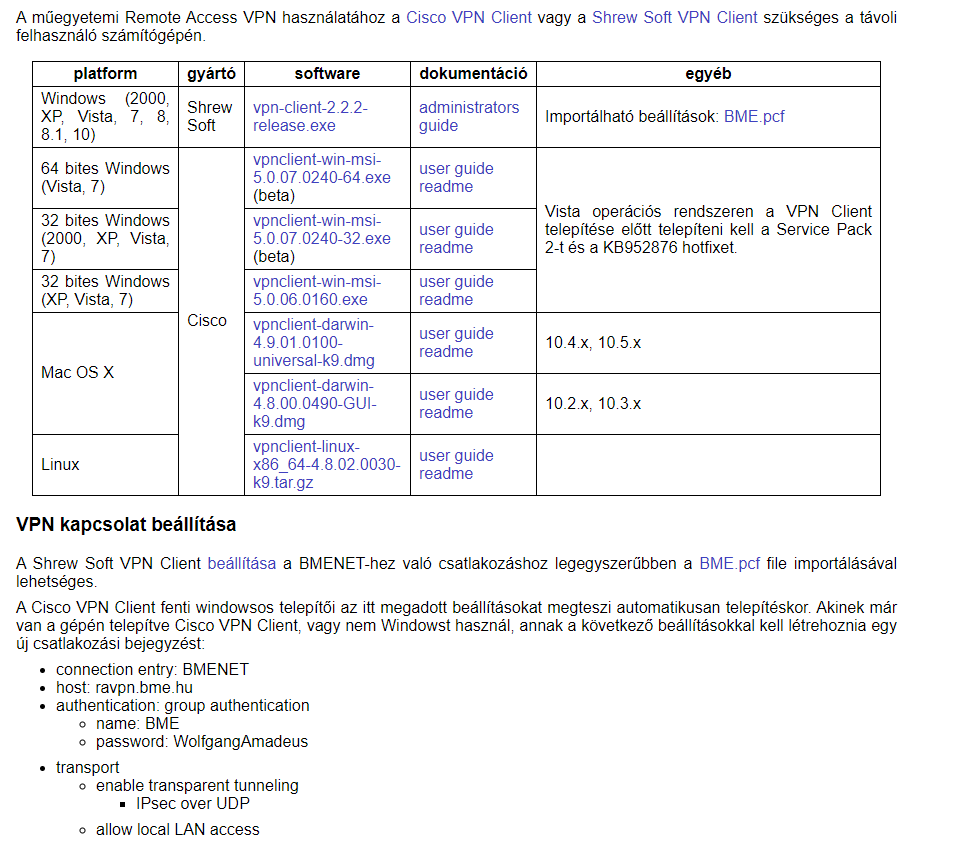 A műegyetemi Remote Access VPN használatához a Cisco VPN Client vagy a Shrew Soft VPN Client szükséges a távoli
felhasználó számítógépén.
platform gyártó software dokumentáció egyéb
Windows (2000,
XP, Vista, 7, 8,
8.1, 10)
Shrew
Soft
vpn-client-2.2.2-
release.exe
administrators
guide
Importálható beállítások: BME.pcf
64 bites Windows
(Vista, 7)
Cisco
vpnclient-win-msi-
5.0.07.0240-64.exe
(beta)
user guide
readme
Vista operációs rendszeren a VPN Client
telepítése előtt telepíteni kell a Service Pack
2-t és a KB952876 hotfixet.
32 bites Windows
(2000, XP, Vista,
7)
vpnclient-win-msi-
5.0.07.0240-32.exe
(beta)
user guide
readme
32 bites Windows
(XP, Vista, 7)
vpnclient-win-msi-
5.0.06.0160.exe
user guide
readme
Mac OS X
vpnclient-darwin-
4.9.01.0100-
universal-k9.dmg
user guide
readme
10.4.x, 10.5.x
vpnclient-darwin-
4.8.00.0490-GUI-
k9.dmg
user guide
readme
10.2.x, 10.3.x
Linux
vpnclient-linux-
x86_64-4.8.02.0030-
k9.tar.gz
user guide
readme
VPN kapcsolat beállítása
A Shrew Soft VPN Client beállítása a BMENET-hez való csatlakozáshoz legegyszerűbben a BME.pcf file importálásával
lehetséges.
A Cisco VPN Client fenti windowsos telepítői az itt megadott beállításokat megteszi automatikusan telepítéskor. Akinek már
van a gépén telepítve Cisco VPN Client, vagy nem Windowst használ, annak a következő beállításokkal kell létrehoznia egy
új csatlakozási bejegyzést:
• connection entry: BMENET
• host: ravpn.bme.hu
• authentication: group authentication
◦ name: BME
◦ password: WolfgangAmadeus
• transport
◦ enable transparent tunneling
▪ IPsec over UDP
◦ allow local LAN access